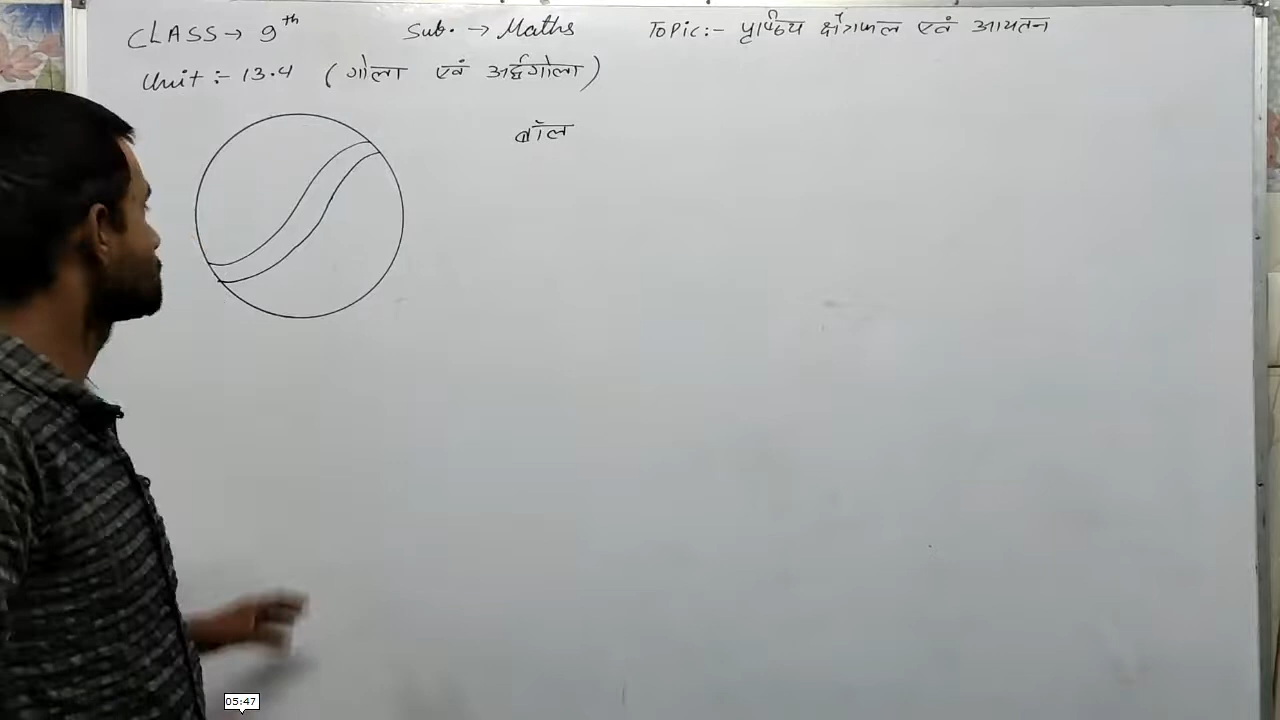 CLASS → 9th Sub. → Maths Topic:- पृष्ठिय क्षेत्रफल एवं आयतन
Unit :- 13.4 (गोला एवं अर्द्धगोला)
बॉल
05:47